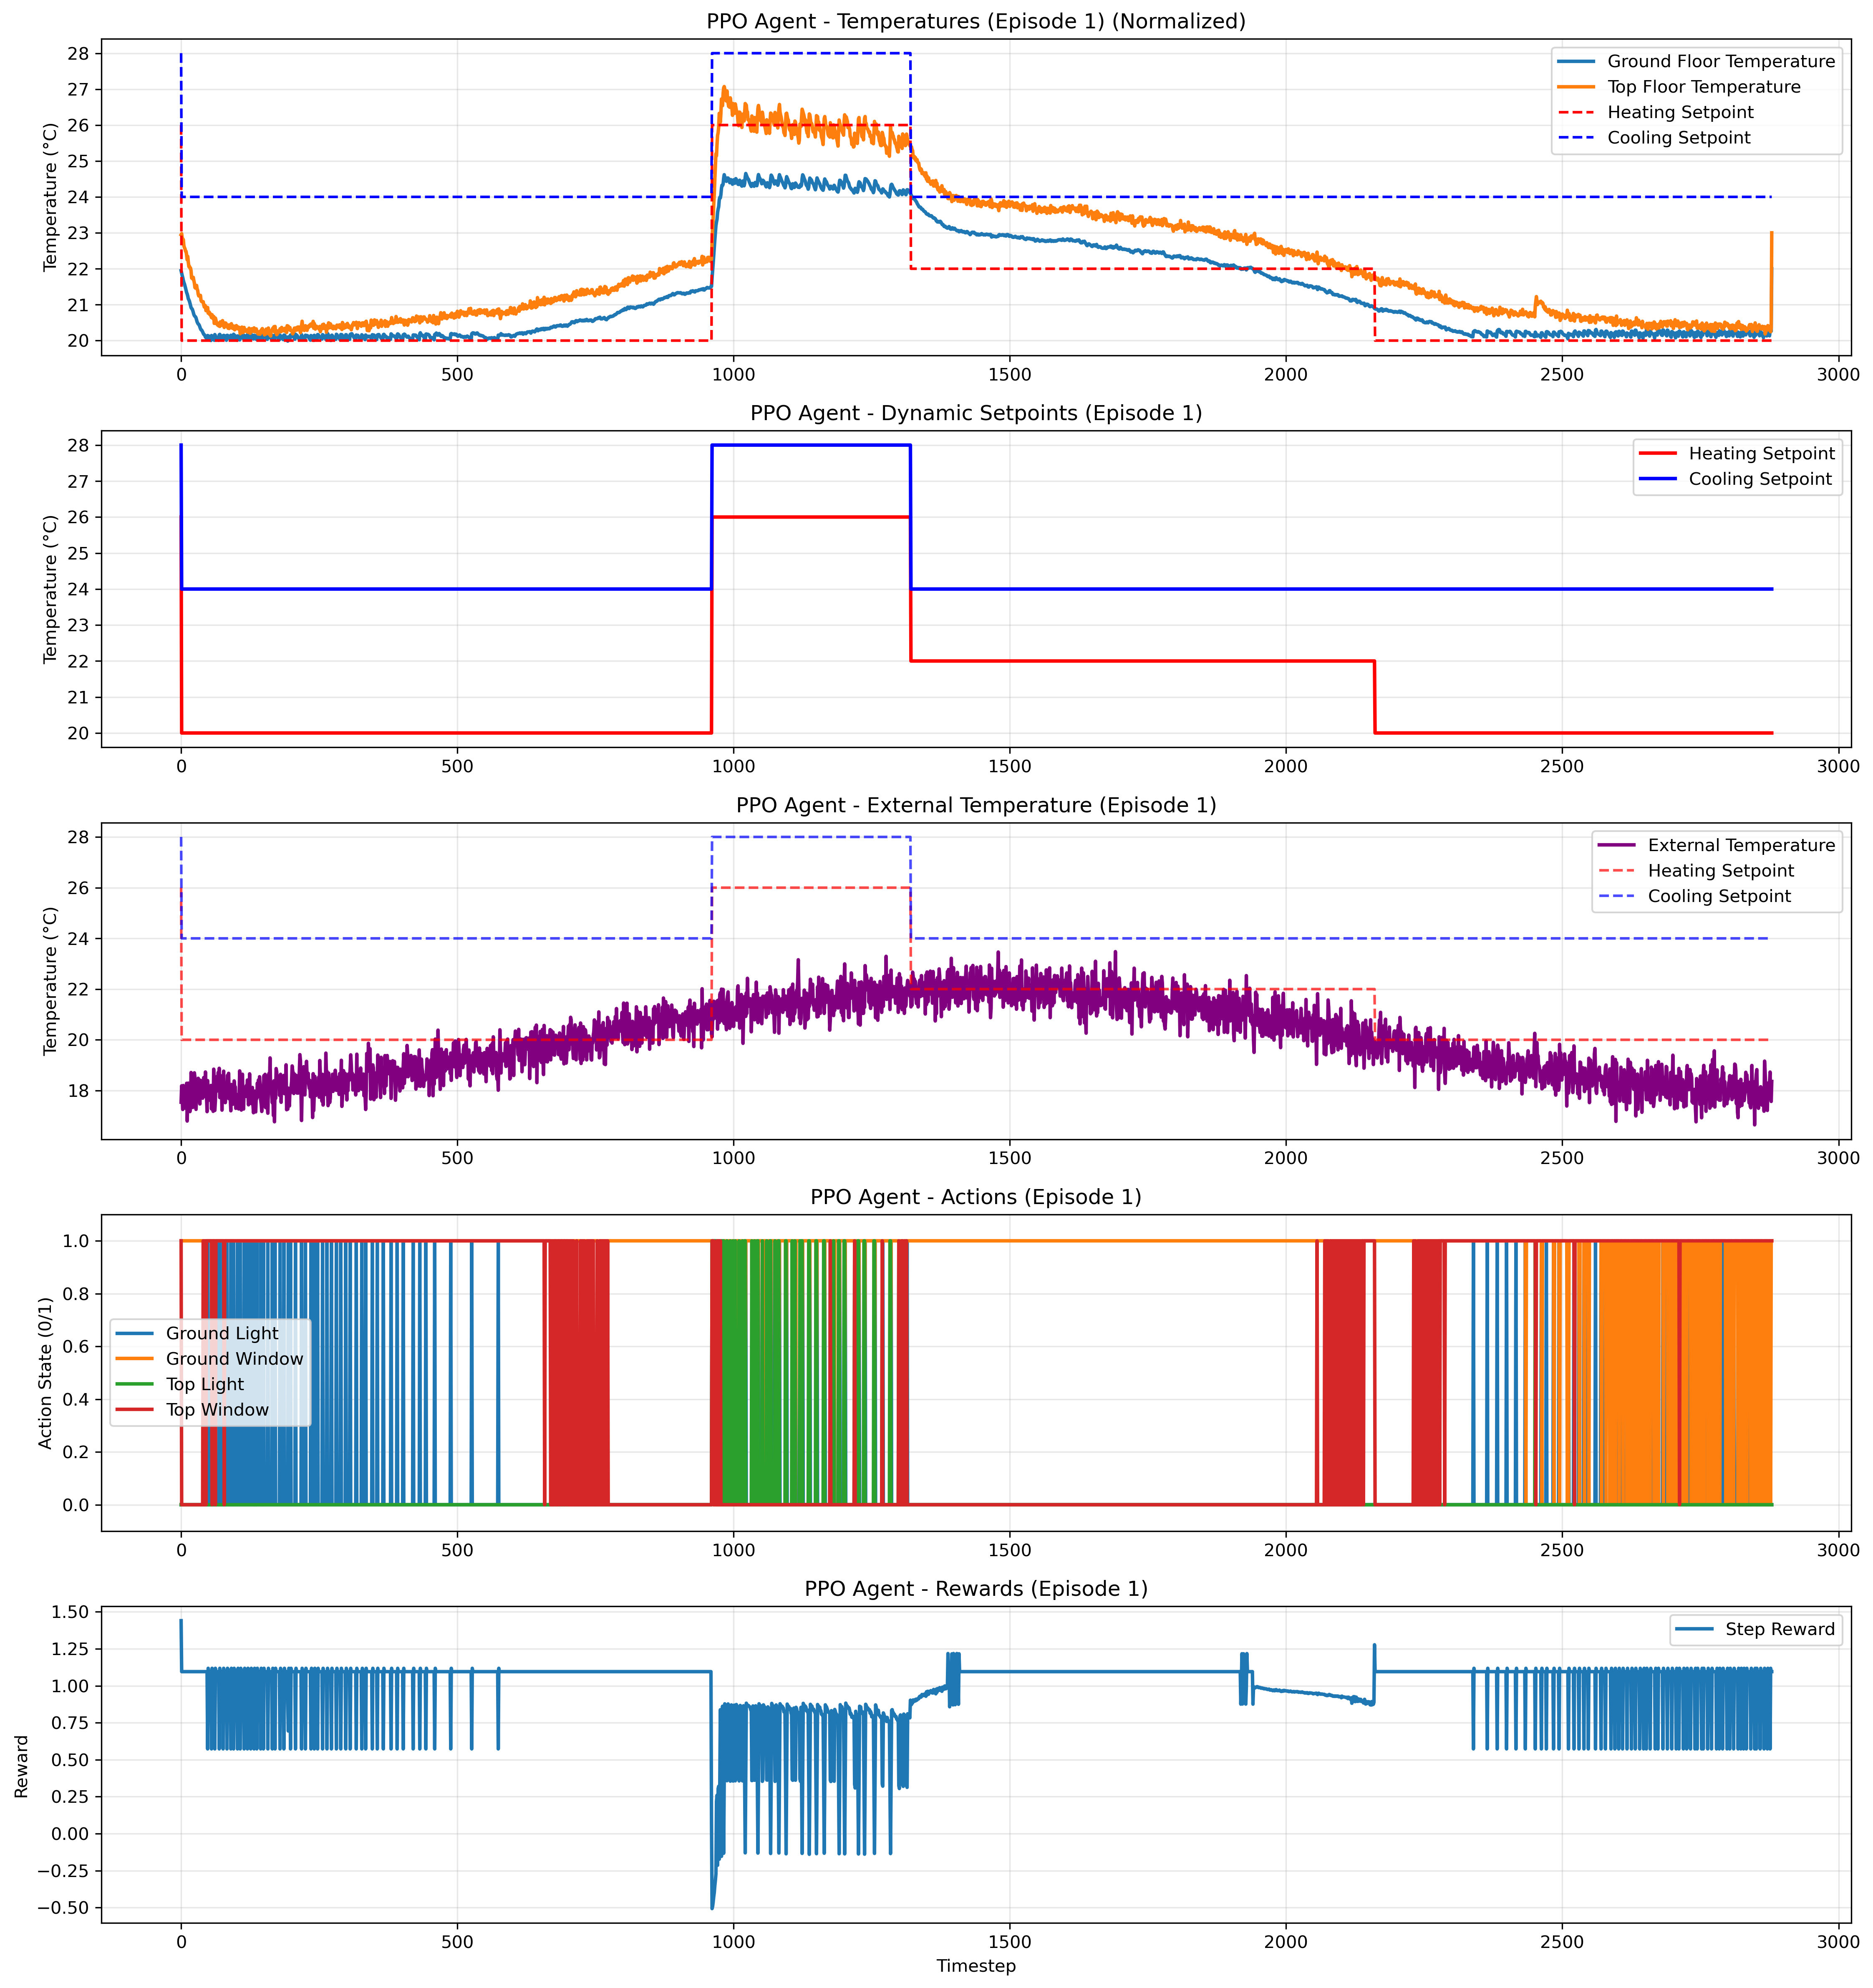 PPO Agent - Temperatures (Episode 1) (Normalized)
Temperature (°C)
28
27
26
25
24
23
22
21
20
Ground Floor Temperature
Top Floor Temperature
Heating Setpoint
Cooling Setpoint
0 500 1000 1500 2000 2500 3000
PPO Agent - Dynamic Setpoints (Episode 1)
Temperature (°C)
28
27
26
25
24
23
22
21
20
Heating Setpoint
Cooling Setpoint
0 500 1000 1500 2000 2500 3000
PPO Agent - External Temperature (Episode 1)
Temperature (°C)
28
26
24
22
20
18
External Temperature
Heating Setpoint
Cooling Setpoint
0 500 1000 1500 2000 2500 3000
PPO Agent - Actions (Episode 1)
Action State (0/1)
1.0
0.8
0.6
0.4
0.2
0.0
Ground Light
Ground Window
Top Light
Top Window
0 500 1000 1500 2000 2500 3000
PPO Agent - Rewards (Episode 1)
Reward
1.50
1.25
1.00
0.75
0.50
0.25
0.00
−0.25
−0.50
Step Reward
0 500 1000 1500 2000 2500 3000
Timestep